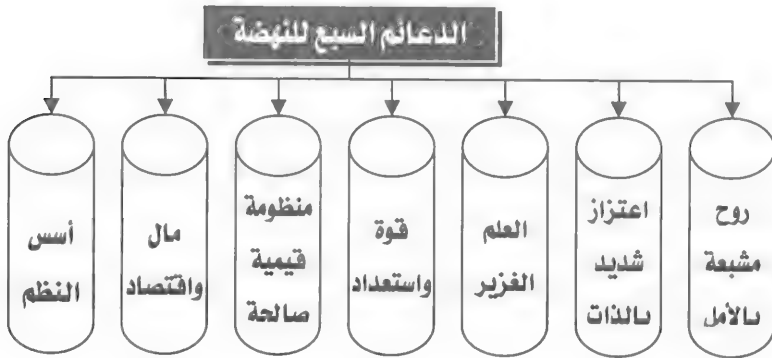 الدعائم السبع للنهضة
روح
مشبعة
بالأمل
اعتزاز
شديد
بالذات
العلم
الغزير
قوة
واستعداد
منظومة
قيمية
صالحة
مال
واقتصاد
أسس
النظم